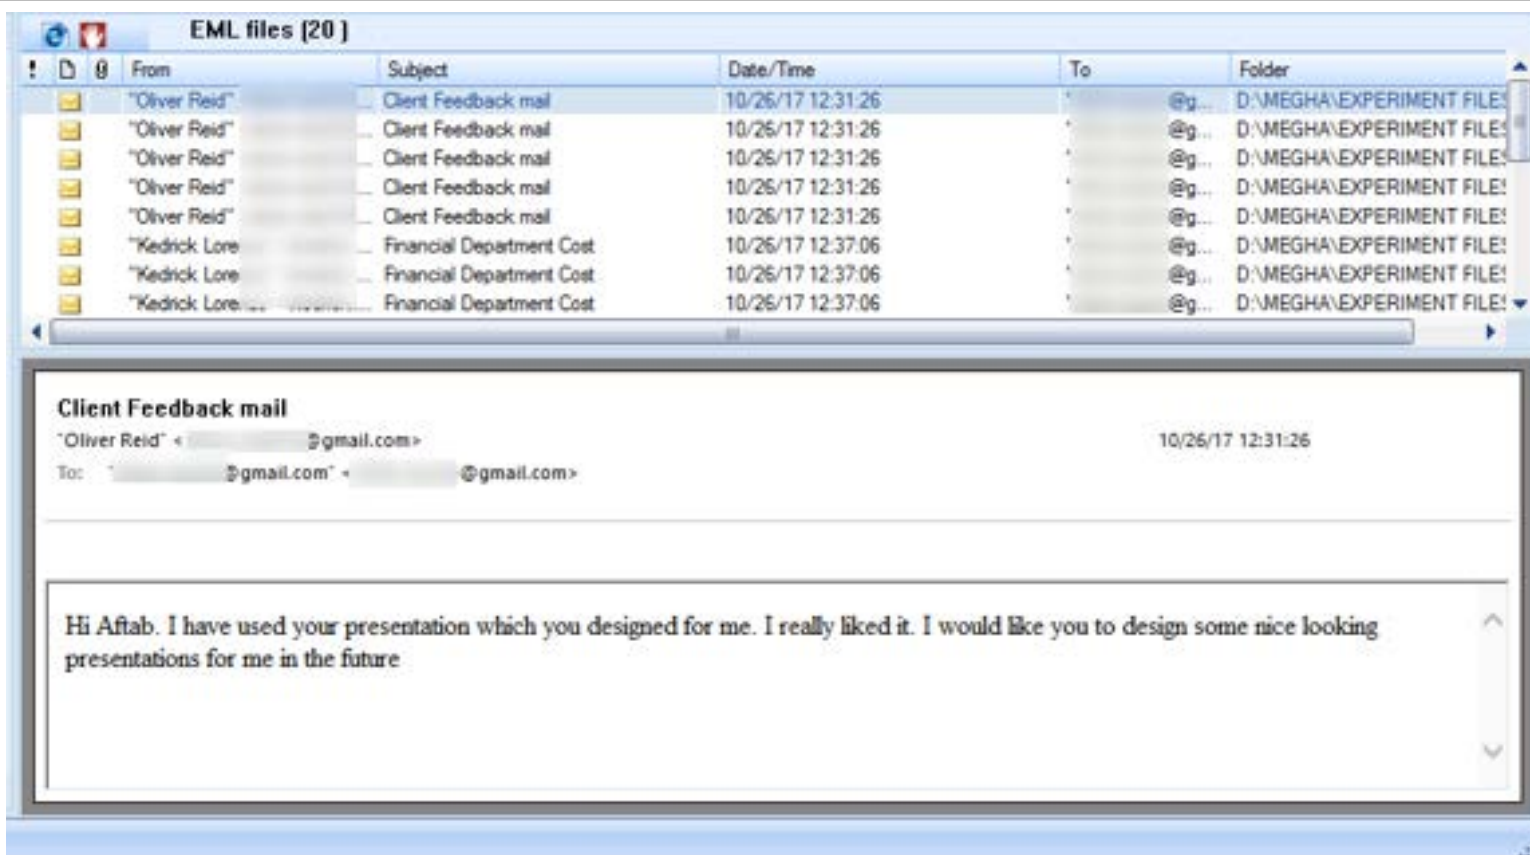 EML files [20 ]
! From Subject Date/Time To Folder
"Oliver Reid" ... Client Feedback mail 10/26/17 12:31:26 " @g... D:\MEGHA\EXPERIMENT FILES
"Oliver Reid" ... Client Feedback mail 10/26/17 12:31:26 " @g... D:\MEGHA\EXPERIMENT FILES
"Oliver Reid" ... Client Feedback mail 10/26/17 12:31:26 " @g... D:\MEGHA\EXPERIMENT FILES
"Oliver Reid" ... Client Feedback mail 10/26/17 12:31:26 " @g... D:\MEGHA\EXPERIMENT FILES
"Oliver Reid" ... Client Feedback mail 10/26/17 12:31:26 " @g... D:\MEGHA\EXPERIMENT FILES
"Kedrick ... Financial Department Cost 10/26/17 12:37:06 " @g... D:\MEGHA\EXPERIMENT FILES
"Kedrick ... Financial Department Cost 10/26/17 12:37:06 " @g... D:\MEGHA\EXPERIMENT FILES
"Kedrick ... Financial Department Cost 10/26/17 12:37:06 " @g... D:\MEGHA\EXPERIMENT FILES
Client Feedback mail
"Oliver Reid" < @gmail.com> 10/26/17 12:31:26
To: " @gmail.com" < @gmail.com>
Hi Aftab. I have used your presentation which you designed for me. I really liked it. I would like you to design some nice looking
presentations for me in the future